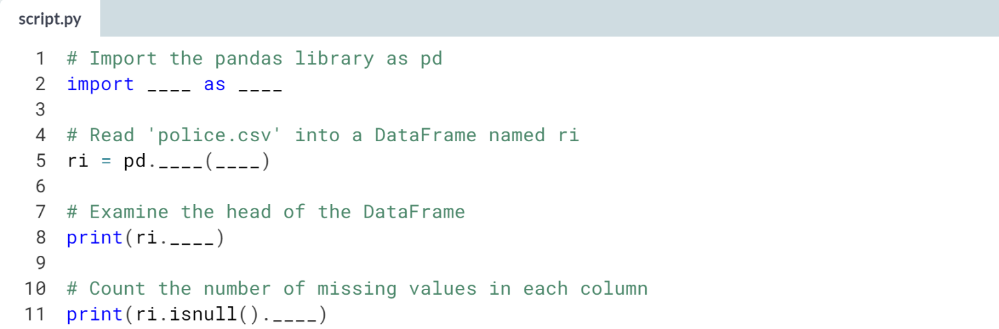 script.py
1 # Import the pandas library as pd
2 import ____ as ____
3
4 # Read 'police.csv' into a DataFrame named ri
5 ri = pd.____(____)
6
7 # Examine the head of the DataFrame
8 print(ri.____)
9
10 # Count the number of missing values in each column
11 print(ri.isnull().____)